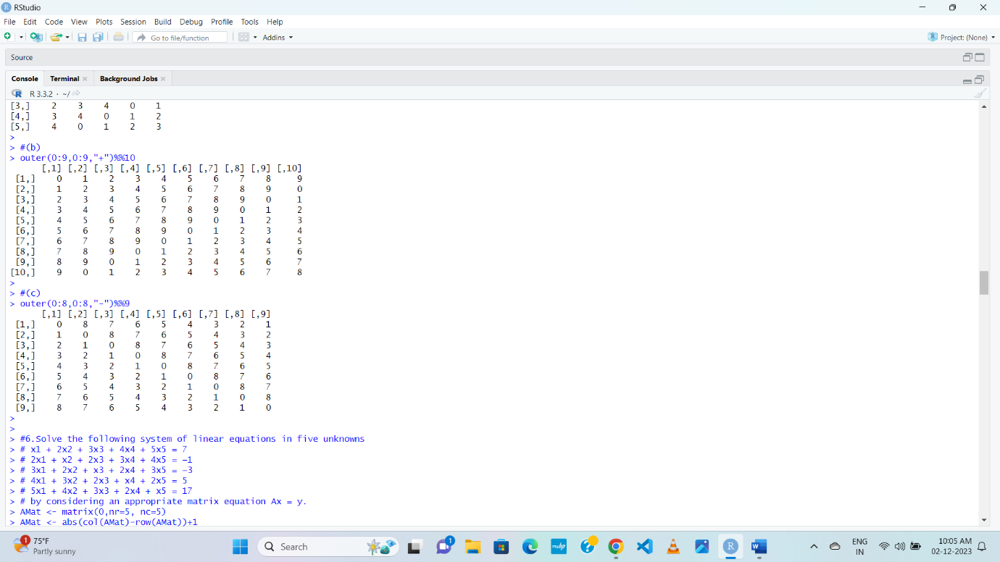 RStudio
File Edit Code View Plots Session Build Debug Profile Tools Help
Go to file/function Addins Project: (None)
Source
Console Terminal Background Jobs
R 3.3.2 · ~/
[3,] 2 3 4 0 1
[4,] 3 4 0 1 2
[5,] 4 0 1 2 3
>
> #(b)
> outer(0:9,0:9,"+")%%10
[,1] [,2] [,3] [,4] [,5] [,6] [,7] [,8] [,9] [,10]
[1,] 0 1 2 3 4 5 6 7 8 9
[2,] 1 2 3 4 5 6 7 8 9 0
[3,] 2 3 4 5 6 7 8 9 0 1
[4,] 3 4 5 6 7 8 9 0 1 2
[5,] 4 5 6 7 8 9 0 1 2 3
[6,] 5 6 7 8 9 0 1 2 3 4
[7,] 6 7 8 9 0 1 2 3 4 5
[8,] 7 8 9 0 1 2 3 4 5 6
[9,] 8 9 0 1 2 3 4 5 6 7
[10,] 9 0 1 2 3 4 5 6 7 8
>
> #(c)
> outer(0:8,0:8,"-")%%9
[,1] [,2] [,3] [,4] [,5] [,6] [,7] [,8] [,9]
[1,] 0 8 7 6 5 4 3 2 1
[2,] 1 0 8 7 6 5 4 3 2
[3,] 2 1 0 8 7 6 5 4 3
[4,] 3 2 1 0 8 7 6 5 4
[5,] 4 3 2 1 0 8 7 6 5
[6,] 5 4 3 2 1 0 8 7 6
[7,] 6 5 4 3 2 1 0 8 7
[8,] 7 6 5 4 3 2 1 0 8
[9,] 8 7 6 5 4 3 2 1 0
>
>
> #6.Solve the following system of linear equations in five unknowns
> # x1 + 2x2 + 3x3 + 4x4 + 5x5 = 7
> # 2x1 + x2 + 2x3 + 3x4 + 4x5 = -1
> # 3x1 + 2x2 + x3 + 2x4 + 3x5 = -3
> # 4x1 + 3x2 + 2x3 + x4 + 2x5 = 5
> # 5x1 + 4x2 + 3x3 + 2x4 + x5 = 17
> # by considering an appropriate matrix equation Ax = y.
> AMat <- matrix(0,nr=5, nc=5)
> AMat <- abs(col(AMat)-row(AMat))+1
1 75°F Search 1 myhp ENG 10:05 AM
Partly sunny IN 02-12-2023